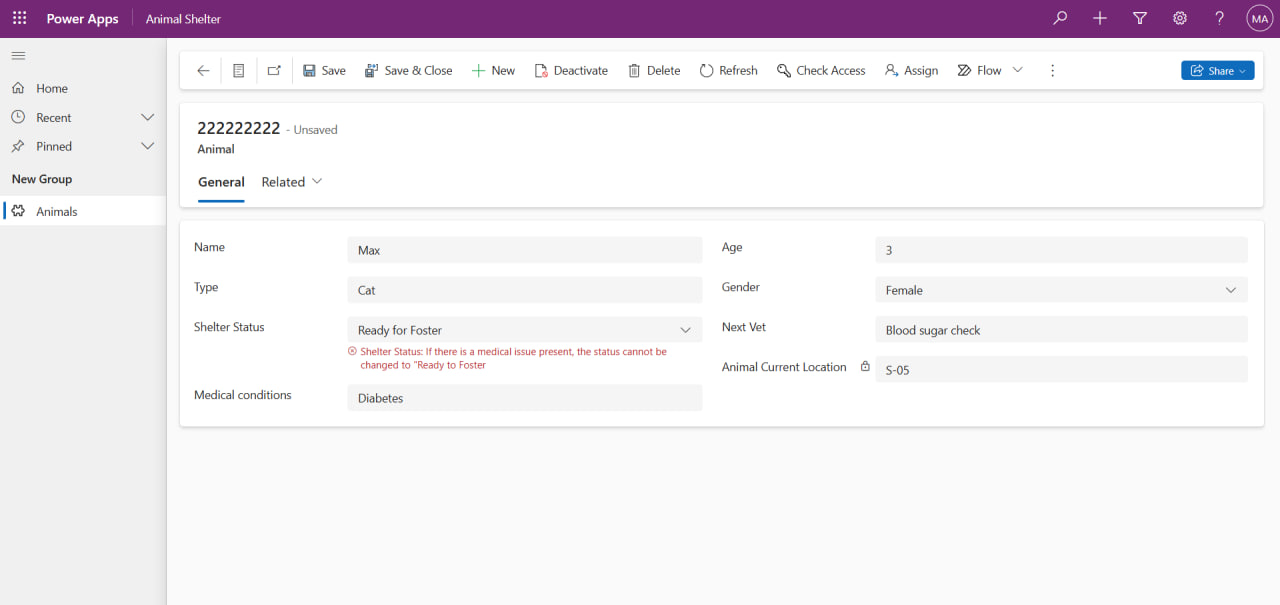 Power Apps
Animal Shelter
MA
Save
Save & Close
New
Deactivate
Delete
Refresh
Check Access
Assign
Flow
Share
Home
Recent
Pinned
New Group
Animals
222222222 - Unsaved
Animal
General
Related
Name
Max
Type
Cat
Shelter Status
Ready for Foster
Shelter Status: If there is a medical issue present, the status cannot be
changed to "Ready to Foster
Medical conditions
Diabetes
Age
3
Gender
Female
Next Vet
Blood sugar check
Animal Current Location
S-05